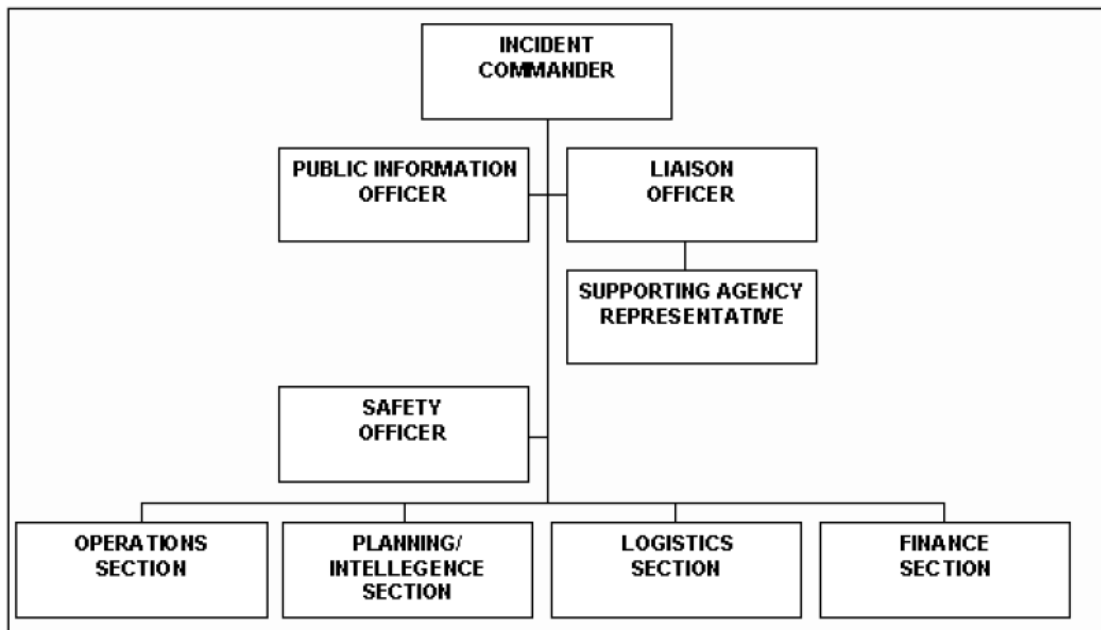 INCIDENT
COMMANDER
PUBLIC INFORMATION
OFFICER
LIAISON
OFFICER
SUPPORTING AGENCY
REPRESENTATIVE
SAFETY
OFFICER
OPERATIONS
SECTION
PLANNING/
INTELLEGENCE
SECTION
LOGISTICS
SECTION
FINANCE
SECTION